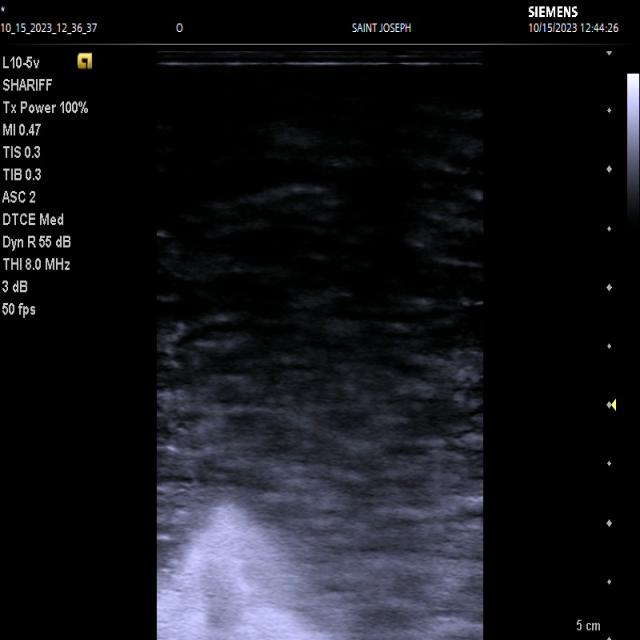 SIEMENS
10_15_2023_12_36_37 O SAINT JOSEPH 10/15/2023 12:44:26
L10-5v
SHARIFF
Tx Power 100%
MI 0.47
TIS 0.3
TIB 0.3
ASC 2
DTCE Med
Dyn R 55 dB
THI 8.0 MHz
3 dB
50 fps
5 cm